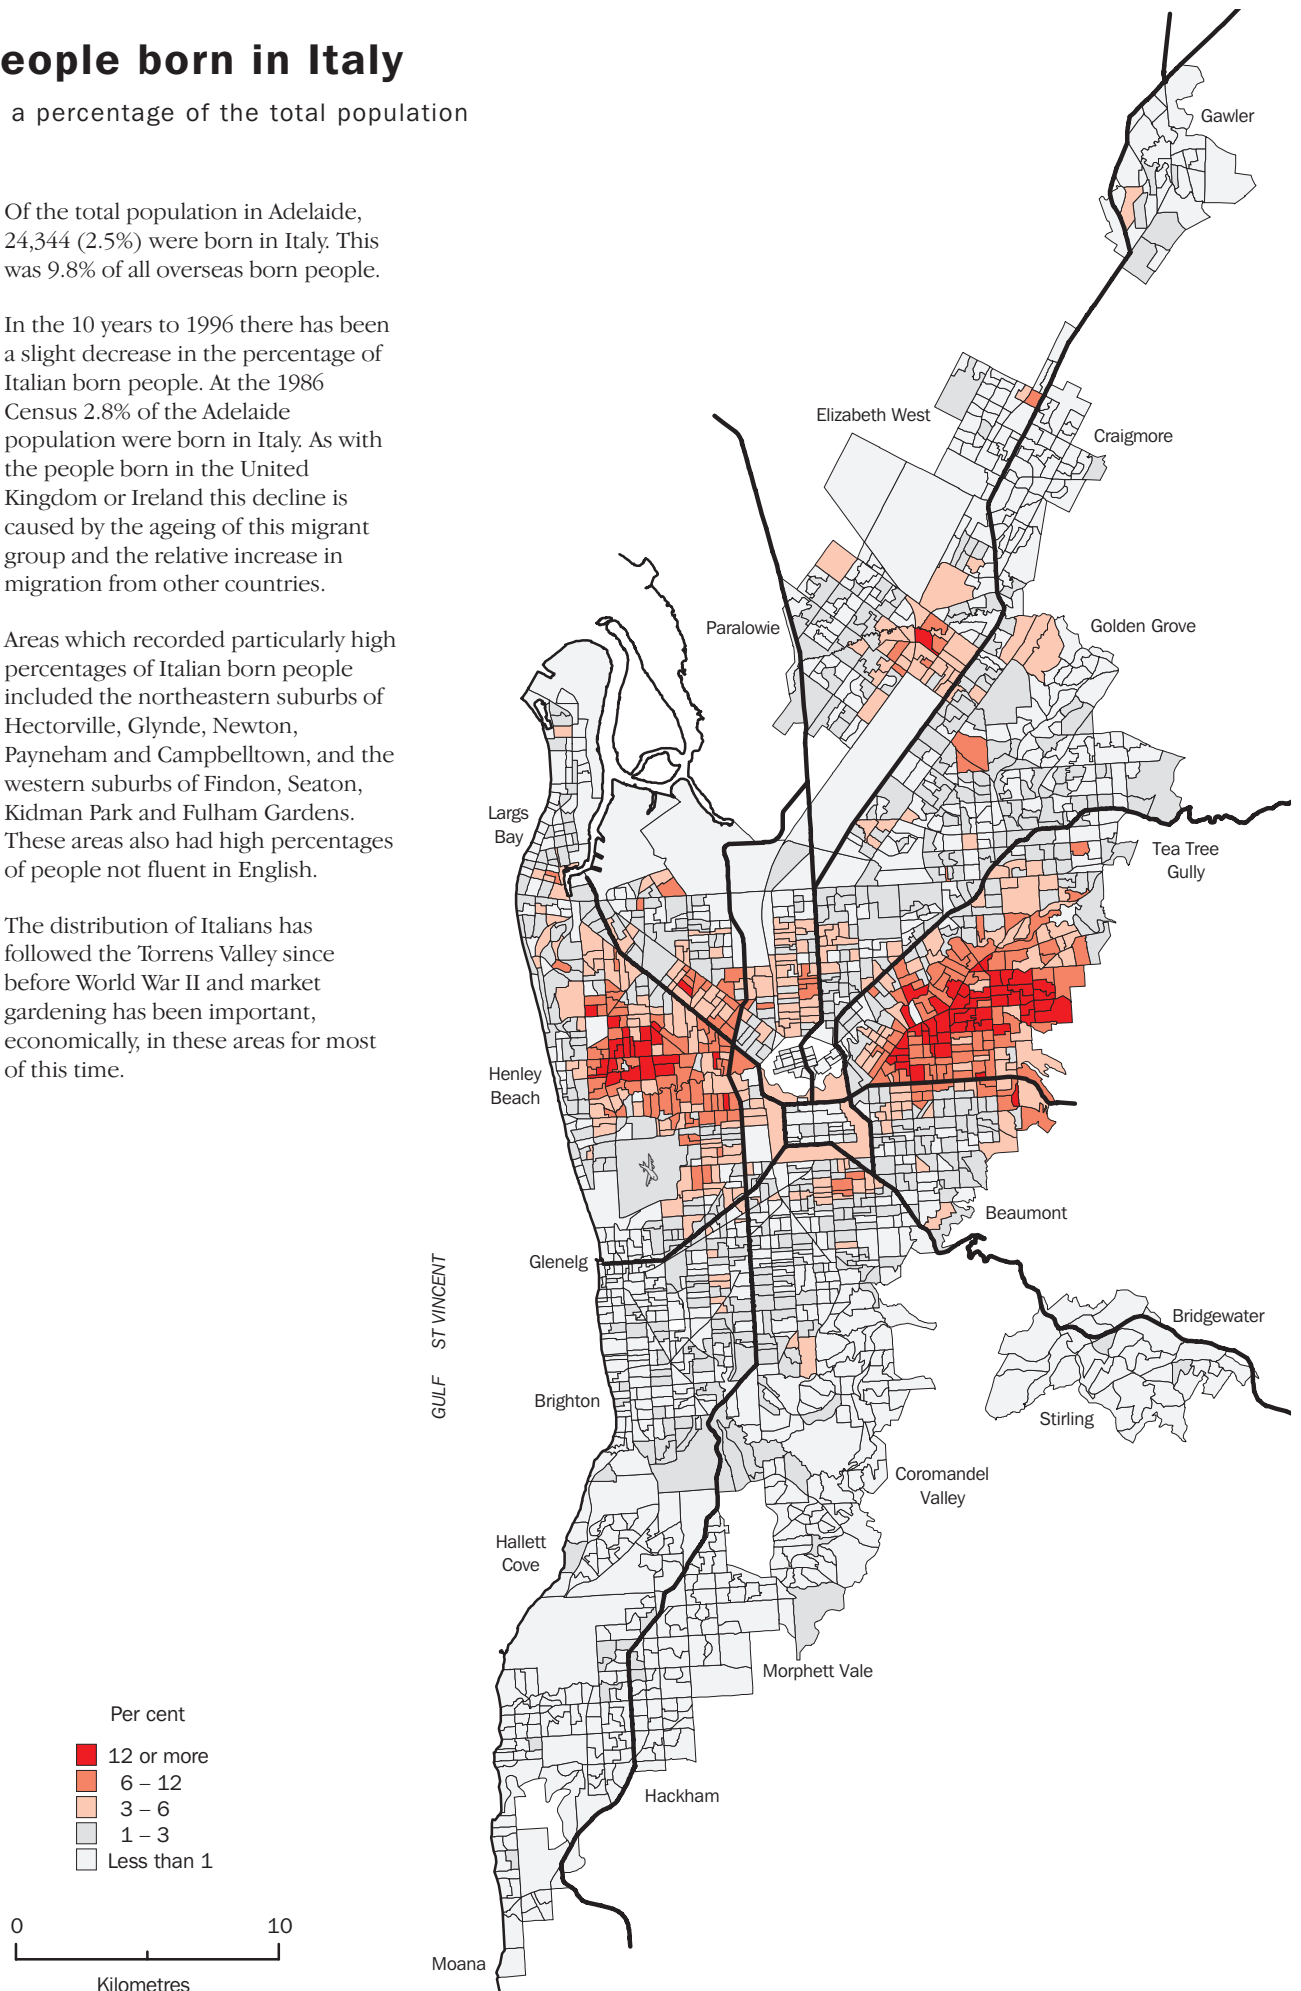 eople born in Italy
a percentage of the total population
Of the total population in Adelaide,
24,344 (2.5%) were born in Italy. This
was 9.8% of all overseas born people.
In the 10 years to 1996 there has been
a slight decrease in the percentage of
Italian born people. At the 1986
Census 2.8% of the Adelaide
population were born in Italy. As with
the people born in the United
Kingdom or Ireland this decline is
caused by the ageing of this migrant
group and the relative increase in
migration from other countries.
Areas which recorded particularly high
percentages of Italian born people
included the northeastern suburbs of
Hectorville, Glynde, Newton,
Payneham and Campbelltown, and the
western suburbs of Findon, Seaton,
Kidman Park and Fulham Gardens.
These areas also had high percentages
of people not fluent in English.
The distribution of Italians has
followed the Torrens Valley since
before World War II and market
gardening has been important,
economically, in these areas for most
of this time.
Gawler
Elizabeth West
Craigmore
Paralowie
Golden Grove
Largs
Bay
Tea Tree
Gully
Henley
Beach
Beaumont
Glenelg
GULF ST VINCENT
Bridgewater
Brighton
Stirling
Coromandel
Valley
Hallett
Cove
Morphett Vale
Hackham
Moana
Per cent
12 or more
6 – 12
3 – 6
1 – 3
Less than 1
0 10
Kilometres